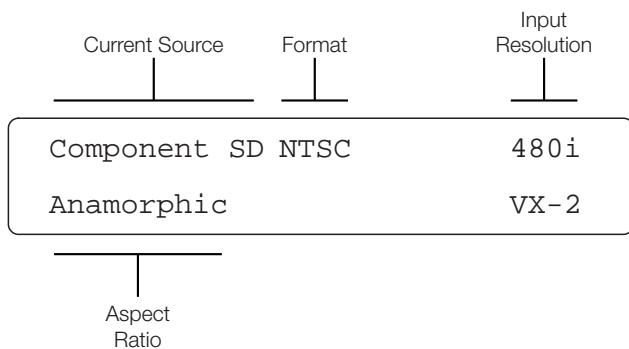 Input
Current Source Format Resolution
Component SD NTSC 480i
Anamorphic VX-2
Aspect
Ratio